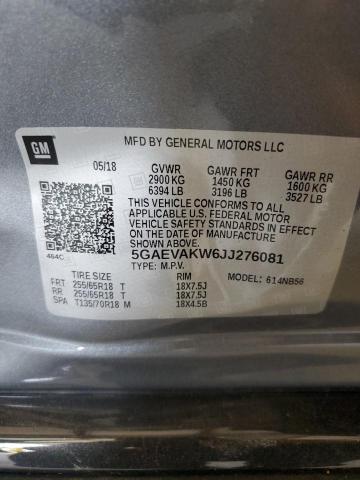 GM
MFD BY GENERAL MOTORS LLC
05/18 GVWR GAWR FRT GAWR RR
2900 KG 1450 KG 1600 KG
6394 LB 3196 LB 3527 LB
THIS VEHICLE CONFORMS TO ALL
APPLICABLE U.S. FEDERAL MOTOR
VEHICLE SAFETY STANDARDS IN EFFECT
ON THE DATE OF MANUFACTURE
SHOWN ABOVE.
464C 5GAEVAKW6JJ276081
TYPE: M.P.V. MODEL: 614NB56
TIRE SIZE RIM
FRT 255/65R18 T 18X7.5J
RR 255/65R18 T 18X7.5J
SPA T135/70R18 M 18X4.5B